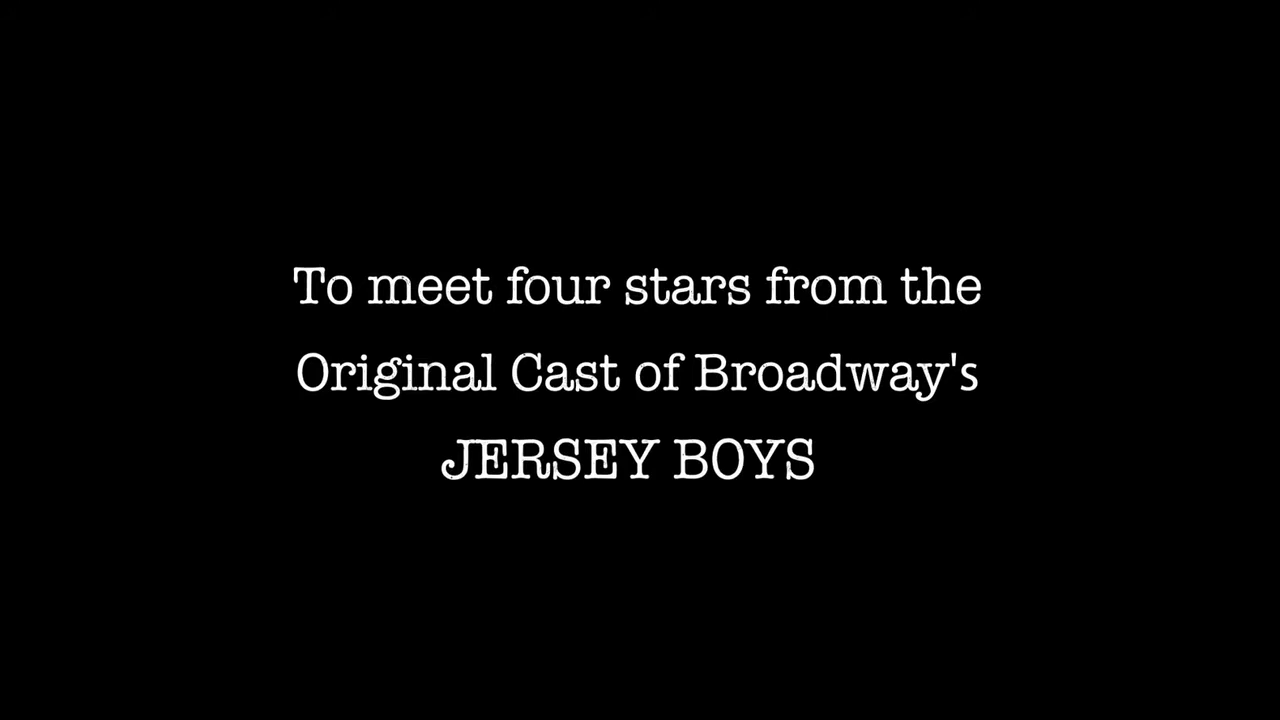 To meet four stars from the
Original Cast of Broadway's
JERSEY BOYS